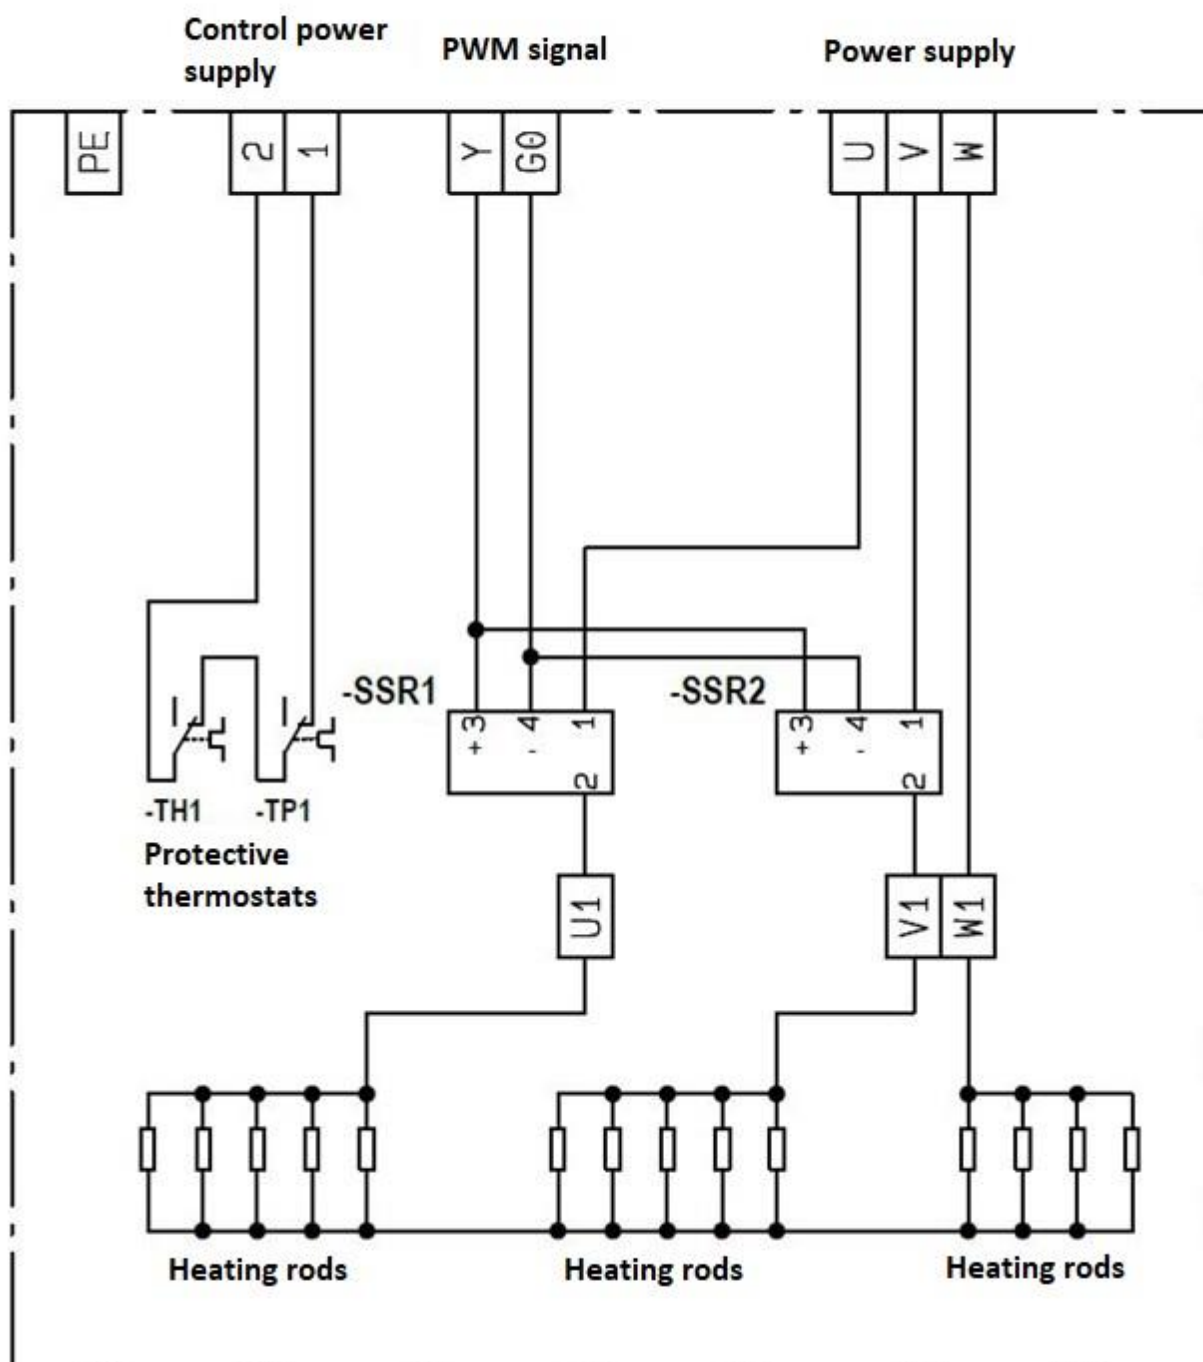 Control power
supply
PWM signal
Power supply
PE
2
1
Y
G0
U
V
W
-SSR1
-SSR2
3
4
1
+
-
2
3
4
1
+
-
2
-TH1
-TP1
Protective
thermostats
U1
V1
W1
Heating rods
Heating rods
Heating rods